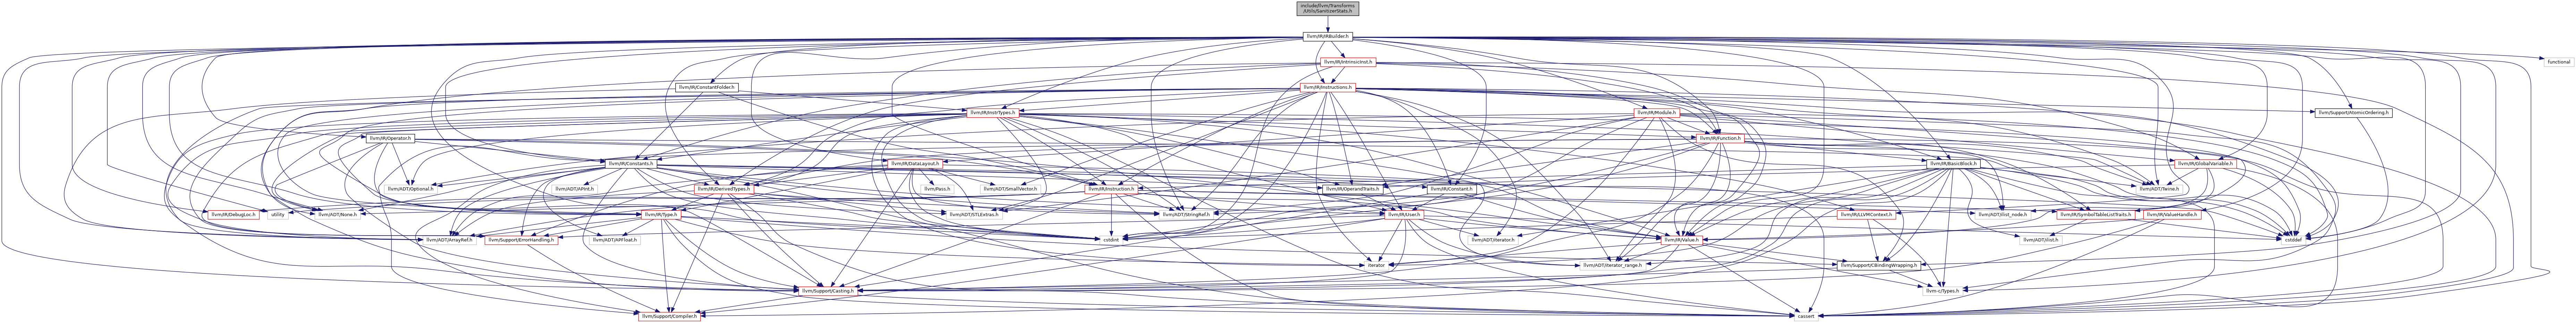 include/llvm/Transforms
/Utils/SanitizerStats.h
llvm/IR/IRBuilder.h
llvm/IR/IntrinsicInst.h
functional
llvm/IR/ConstantFolder.h
llvm/IR/Instructions.h
llvm/IR/InstrTypes.h
llvm/IR/Module.h
llvm/Support/AtomicOrdering.h
llvm/IR/Operator.h
llvm/IR/Function.h
llvm/IR/Constants.h
llvm/IR/DataLayout.h
llvm/IR/BasicBlock.h
llvm/IR/GlobalVariable.h
llvm/ADT/Optional.h
llvm/ADT/APInt.h
llvm/IR/DerivedTypes.h
llvm/Pass.h
llvm/ADT/SmallVector.h
llvm/IR/Instruction.h
llvm/IR/OperandTraits.h
llvm/IR/Constant.h
llvm/ADT/Twine.h
llvm/IR/DebugLoc.h
utility
llvm/ADT/None.h
llvm/IR/Type.h
llvm/ADT/STLExtras.h
llvm/ADT/StringRef.h
llvm/IR/User.h
llvm/IR/LLVMContext.h
llvm/ADT/ilist_node.h
llvm/IR/SymbolTableListTraits.h
llvm/IR/ValueHandle.h
llvm/ADT/ArrayRef.h
llvm/Support/ErrorHandling.h
llvm/ADT/APFloat.h
cstdint
llvm/ADT/iterator.h
llvm/IR/Value.h
llvm/ADT/ilist.h
cstddef
iterator
llvm/ADT/iterator_range.h
llvm/Support/CBindingWrapping.h
llvm/Support/Casting.h
llvm-c/Types.h
llvm/Support/Compiler.h
cassert